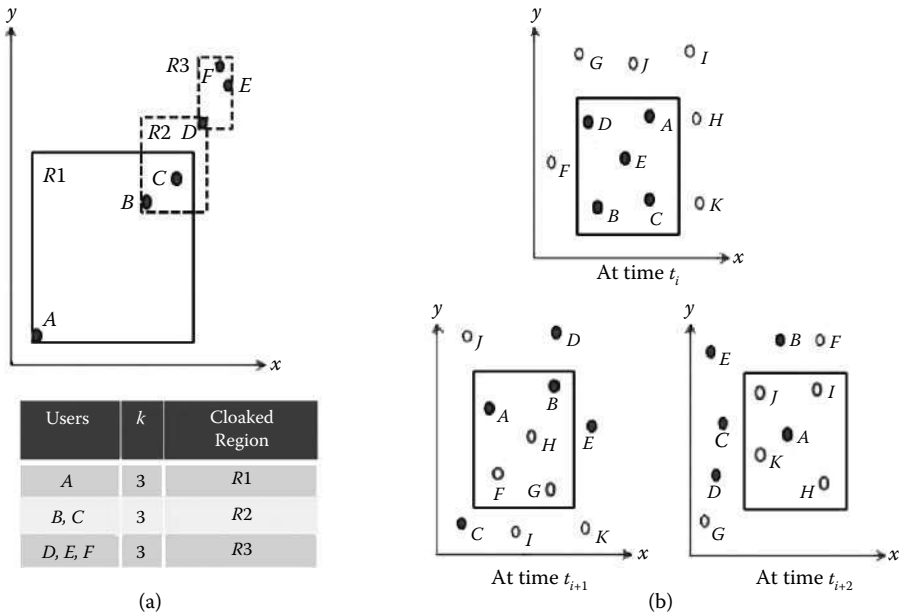 y
R3
F
E
R2
D
R1
C
B
A
x
Users k Cloaked Region
A 3 R1
B, C 3 R2
D, E, F 3 R3
(a)
y
G
J
I
D
A
H
E
F
B
C
K
x
At time t_i
y
J
D
B
A
E
H
F
G
C
I
K
x
At time t_{i+1}
y
B
F
E
J
I
C
A
K
D
H
G
x
At time t_{i+2}
(b)